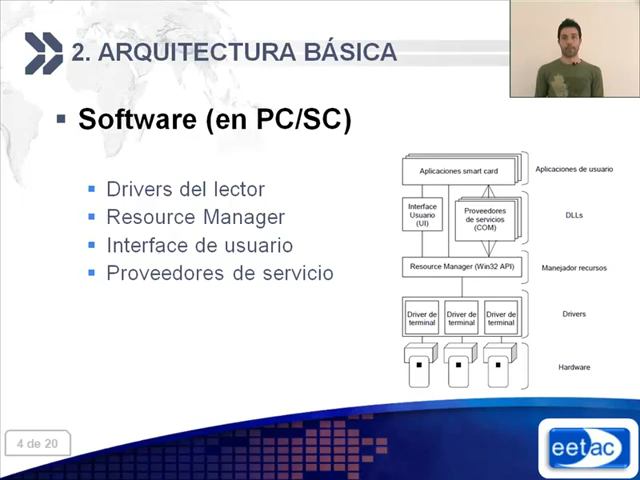 2. ARQUITECTURA BÁSICA
Software (en PC/SC)
Drivers del lector
Resource Manager
Interface de usuario
Proveedores de servicio
Aplicaciones smart card
Aplicaciones de usuario
Interface
Usuario
(UI)
Proveedores
de servicios
(COM)
DLLs
Resource Manager (Win32 API)
Manejador recursos
Driver de
terminal
Driver de
terminal
Driver de
terminal
Drivers
Hardware
4 de 20
eetac